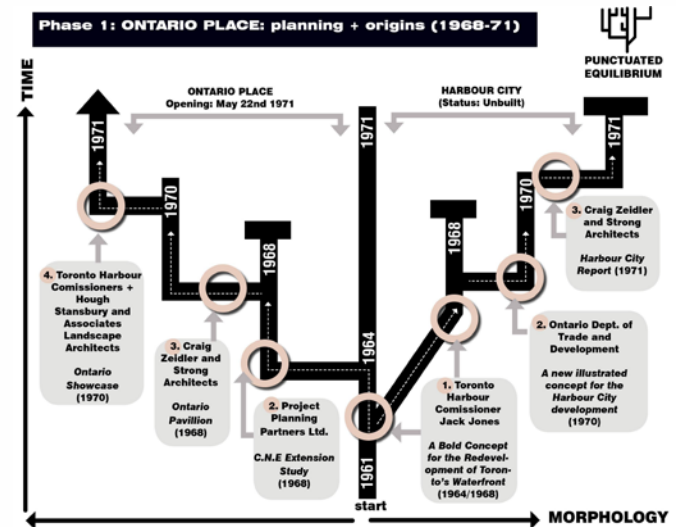 Phase 1: ONTARIO PLACE: planning + origins (1968-71)
PUNCTUATED
EQUILIBRIUM
TIME
ONTARIO PLACE
Opening: May 22nd 1971
HARBOUR CITY
(Status: Unbuilt)
1971
1970
1968
1971
1964
1961
1968
1970
1971
4. Toronto Harbour
Comissioners +
Hough
Stansbury and
Associates
Landscape
Architects
Ontario
Showcase
(1970)
3. Craig
Zeidler and
Strong
Architects
Ontario
Pavillion
(1968)
2. Project
Planning
Partners Ltd.
C.N.E Extension
Study
(1968)
1. Toronto
Harbour
Comissioner
Jack Jones
A Bold Concept
for the Redevel-
opment of Toron-
to's Waterfront
(1964/1968)
2. Ontario Dept. of
Trade and
Development
A new illustrated
concept for the
Harbour City
development
(1970)
3. Craig Zeidler
and Strong
Architects
Harbour City
Report (1971)
start
MORPHOLOGY